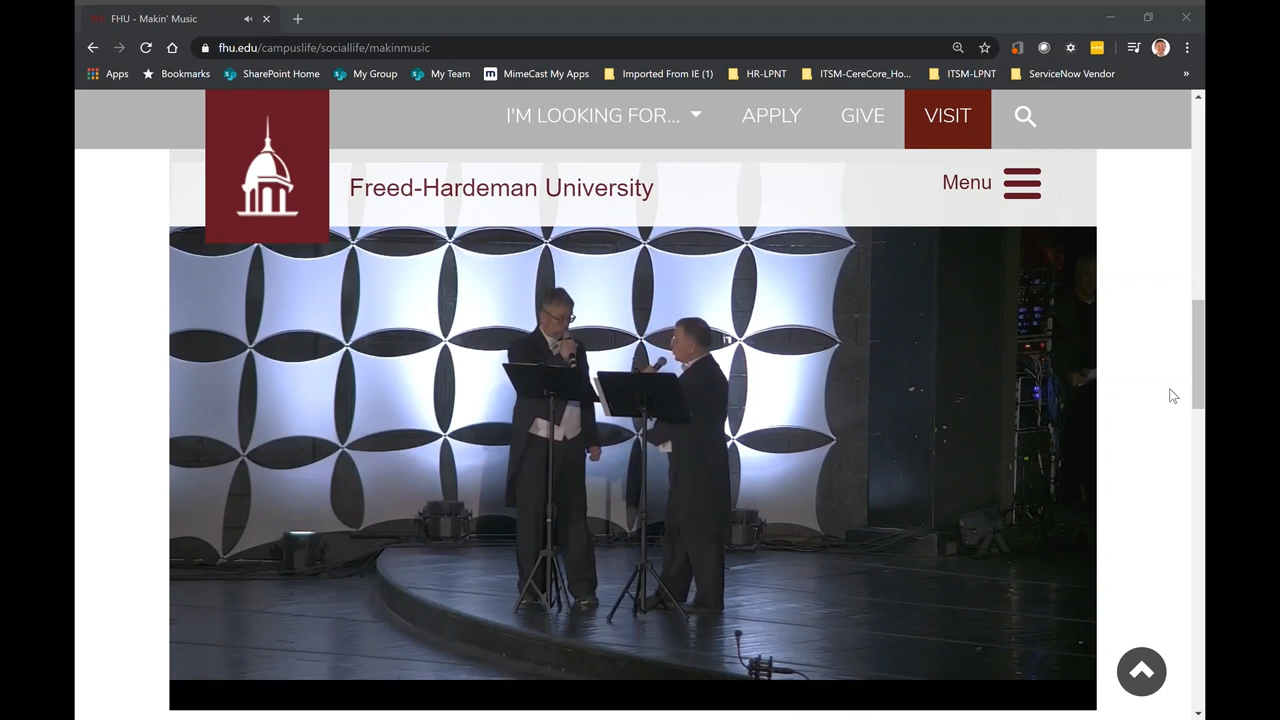 FHU - Makin' Music
fhu.edu/campuslife/sociallife/makinmusic
Apps Bookmarks SharePoint Home My Group My Team MimeCast My Apps Imported From IE (1) HR-LPNT ITSM-CereCore_Ho... ITSM-LPNT ServiceNow Vendor »
I'M LOOKING FOR... APPLY GIVE VISIT
Freed-Hardeman University
Menu